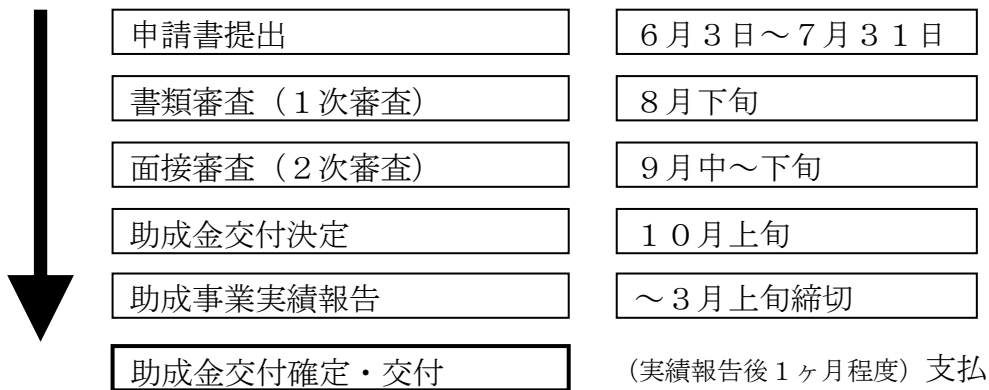 申請書提出 ６月３日～７月３１日
書類審査（１次審査） ８月下旬
面接審査（２次審査） ９月中～下旬
助成金交付決定 １０月上旬
助成事業実績報告 ～３月上旬締切
助成金交付確定・交付 （実績報告後１ヶ月程度）支払